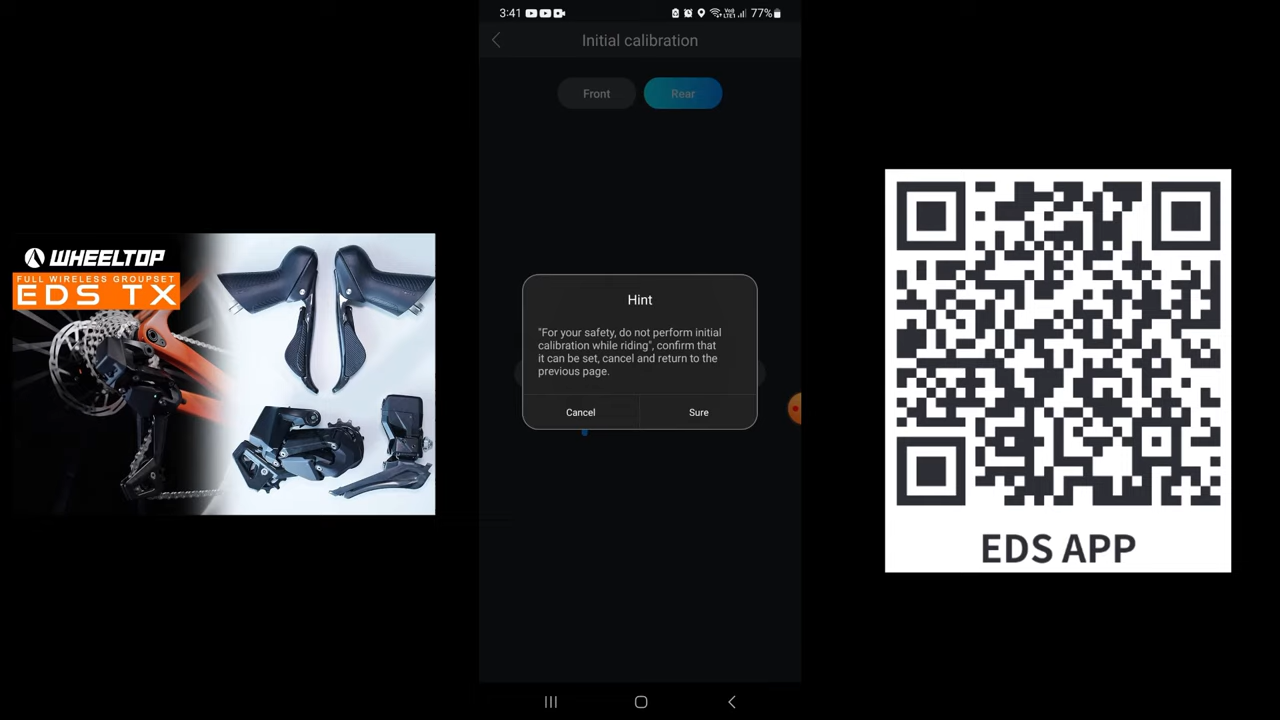 3:41
77%
Initial calibration
Front
Rear
WHEELTOP
FULL WIRELESS GROUPSET
EDS TX
Hint
"For your safety, do not perform initial
calibration while riding", confirm that
it can be set, cancel and return to the
previous page.
Cancel
Sure
EDS APP